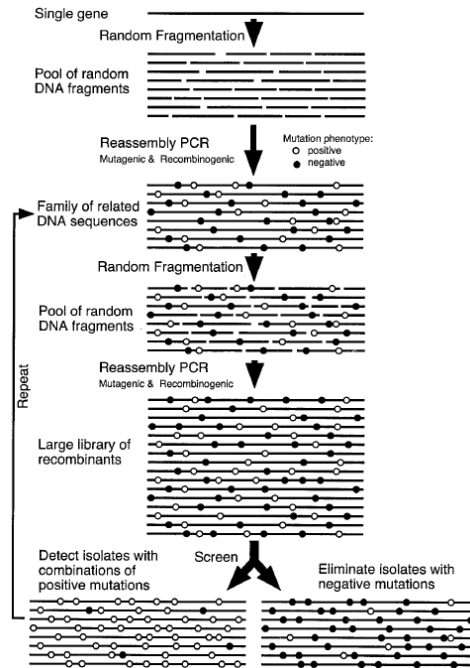 Single gene
Random Fragmentation
Pool of random
DNA fragments
Reassembly PCR
Mutagenic & Recombinogenic
Mutation phenotype:
positive
negative
Family of related
DNA sequences
Random Fragmentation
Pool of random
DNA fragments
Reassembly PCR
Mutagenic & Recombinogenic
Repeat
Large library of
recombinants
Screen
Detect isolates with
combinations of
positive mutations
Eliminate isolates with
negative mutations